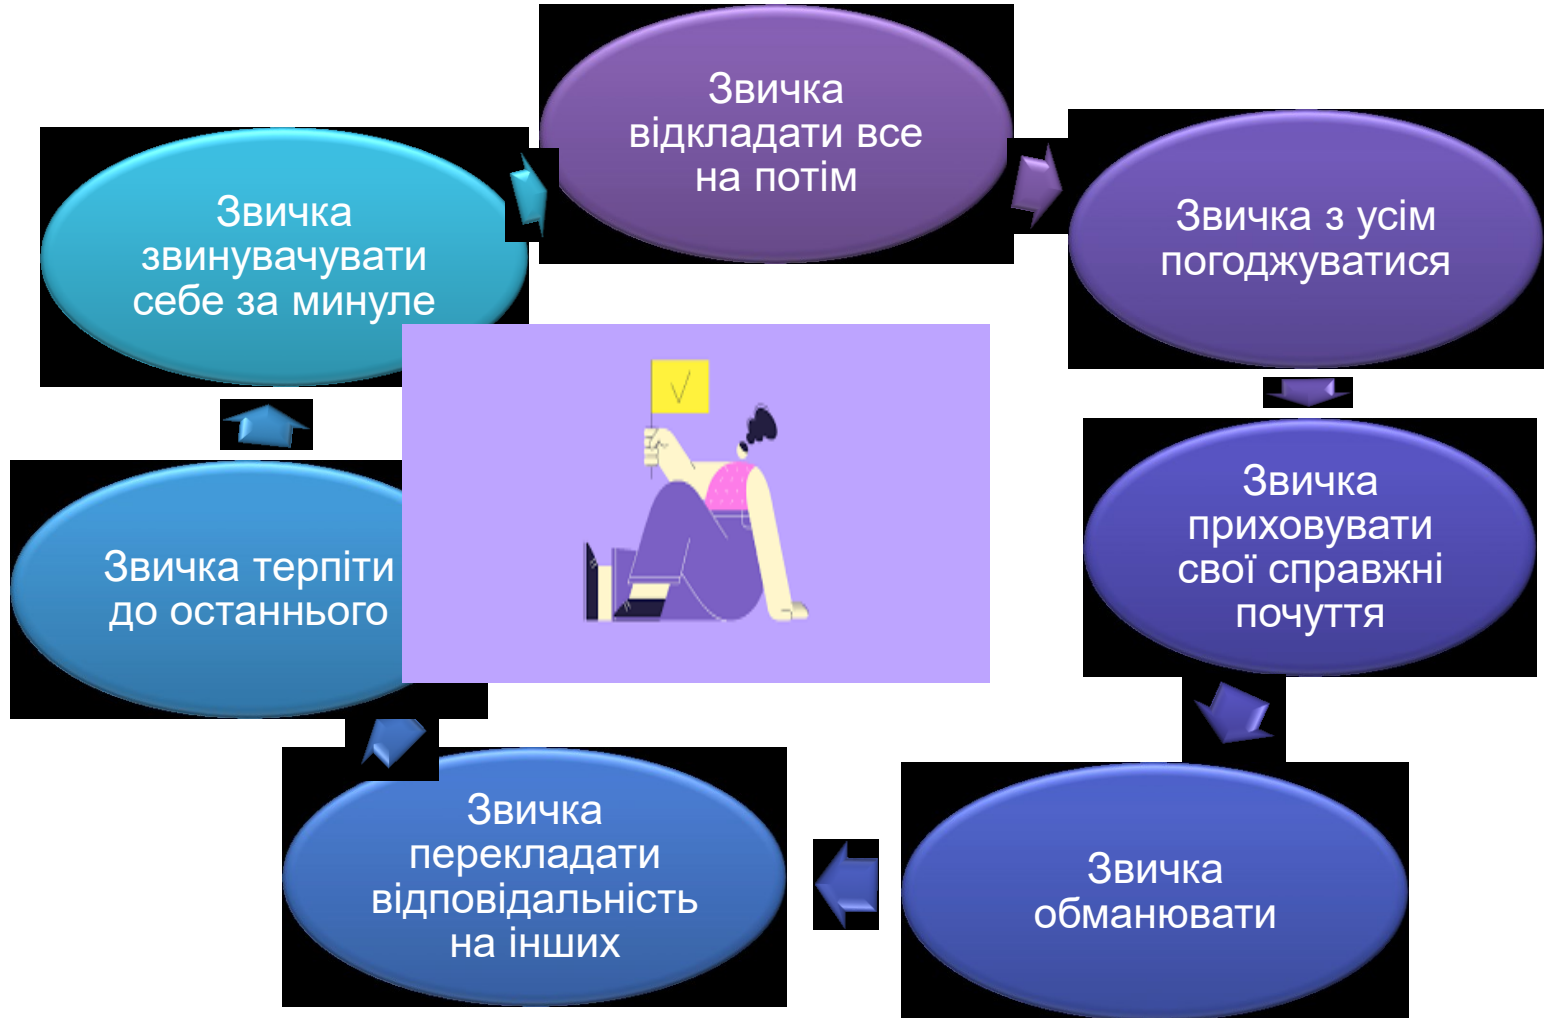 Звичка
відкладати все
на потім
Звичка з усім
погоджуватися
Звичка
приховувати
свої справжні
почуття
Звичка
обманювати
Звичка
перекладати
відповідальність
на інших
Звичка терпіти
до останнього
Звичка
звинувачувати
себе за минуле